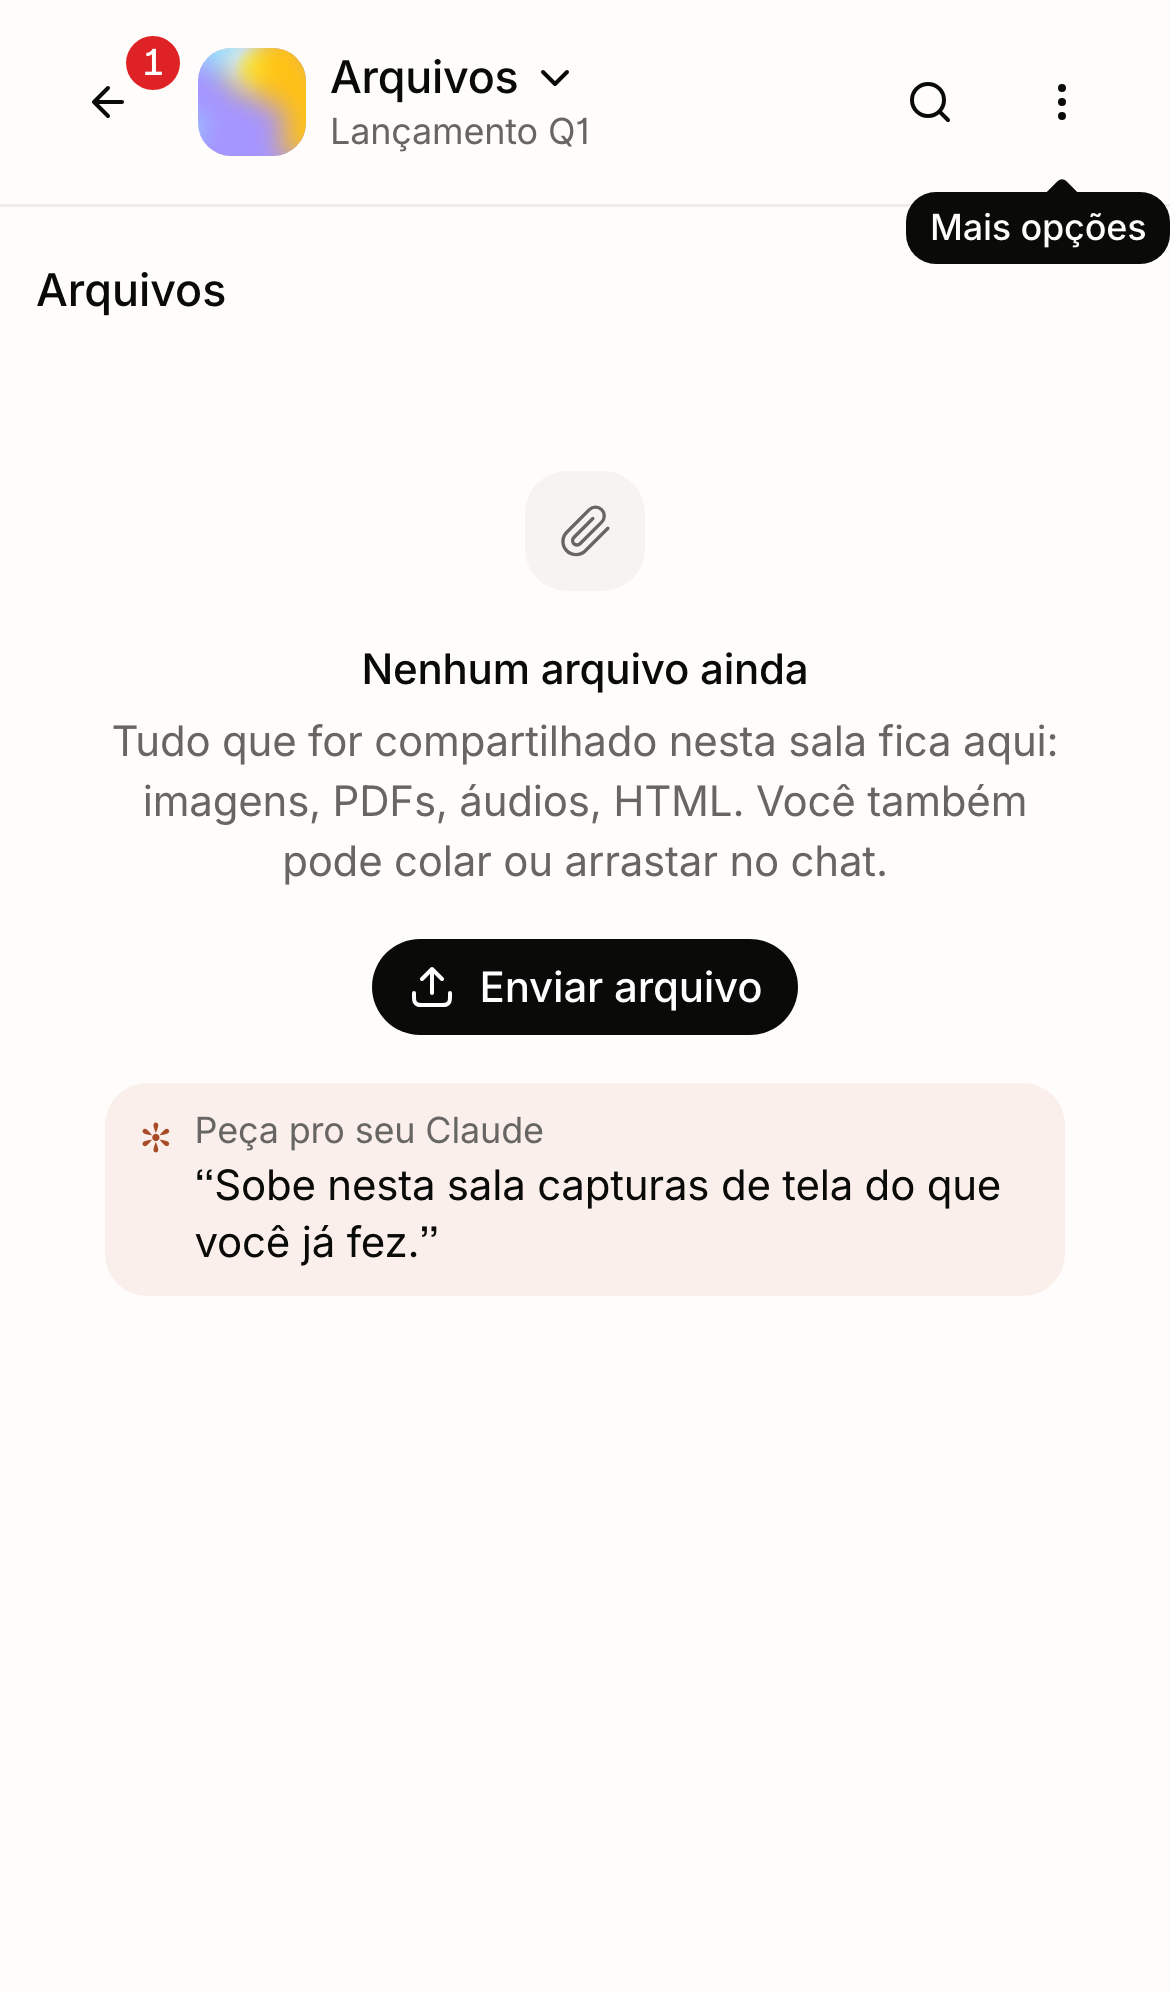 1
Arquivos
Lançamento Q1
Mais opções
Arquivos
Nenhum arquivo ainda
Tudo que for compartilhado nesta sala fica aqui:
imagens, PDFs, áudios, HTML. Você também
pode colar ou arrastar no chat.
Enviar arquivo
Peça pro seu Claude
“Sobe nesta sala capturas de tela do que
você já fez.”